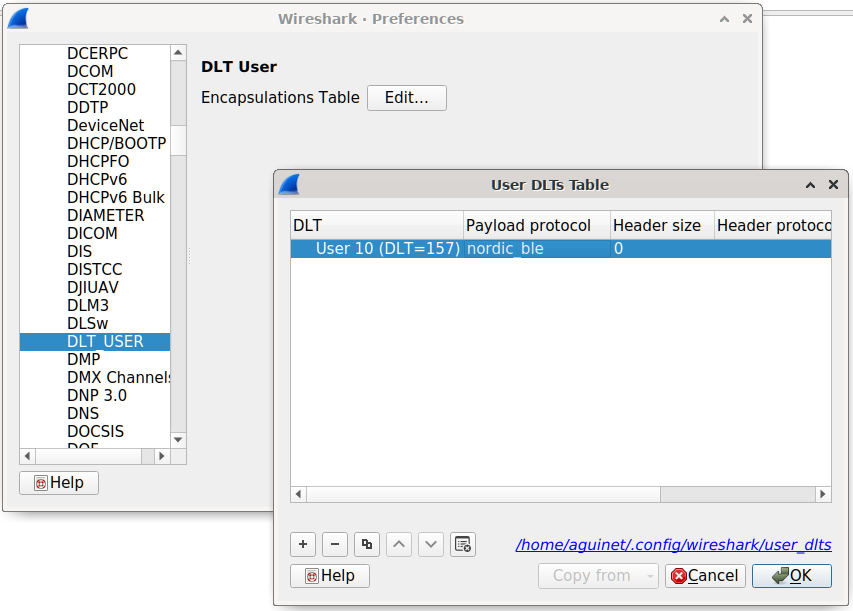 Wireshark · Preferences
DCERPC
DCOM
DCT2000
DDTP
DeviceNet
DHCP/BOOTP
DHCPFO
DHCPv6
DHCPv6 Bulk
DIAMETER
DICOM
DIS
DISTCC
DJIUAV
DLM3
DLSw
DLT_USER
DMP
DMX Channels
DNP 3.0
DNS
DOCSIS
Help
DLT User
Encapsulations Table Edit...
User DLTs Table
DLT Payload protocol Header size Header protoco
User 10 (DLT=157) nordic_ble 0
/home/aguinet/.config/wireshark/user_dlts
Help Copy from Cancel OK